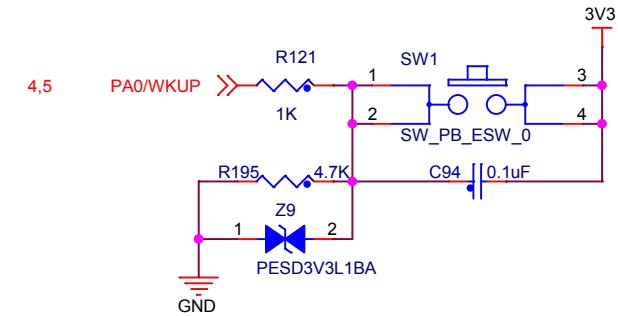 3V3
R121
SW1
4,5 PA0/WKUP
1
3
1K
2
4
SW_PB_ESW_0
R195 4.7K
C94 0.1uF
Z9
1
2
PESD3V3L1BA
GND